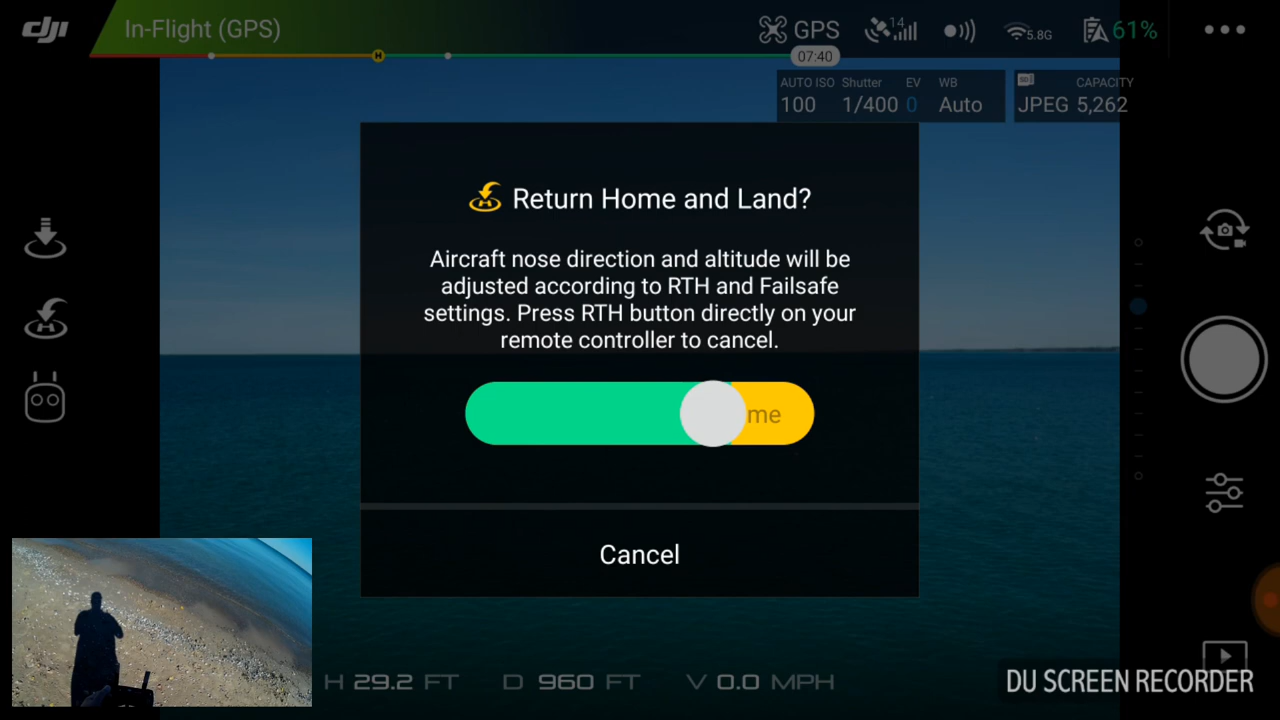 dji In-Flight (GPS) GPS 14 5.8G 61%
07:40
AUTO ISO Shutter EV WB CAPACITY
100 1/400 0 Auto JPEG 5,262
Return Home and Land?
Aircraft nose direction and altitude will be
adjusted according to RTH and Failsafe
settings. Press RTH button directly on your
remote controller to cancel.
me
Cancel
H 29.2 FT D 960 FT V 0.0 MPH
DU SCREEN RECORDER